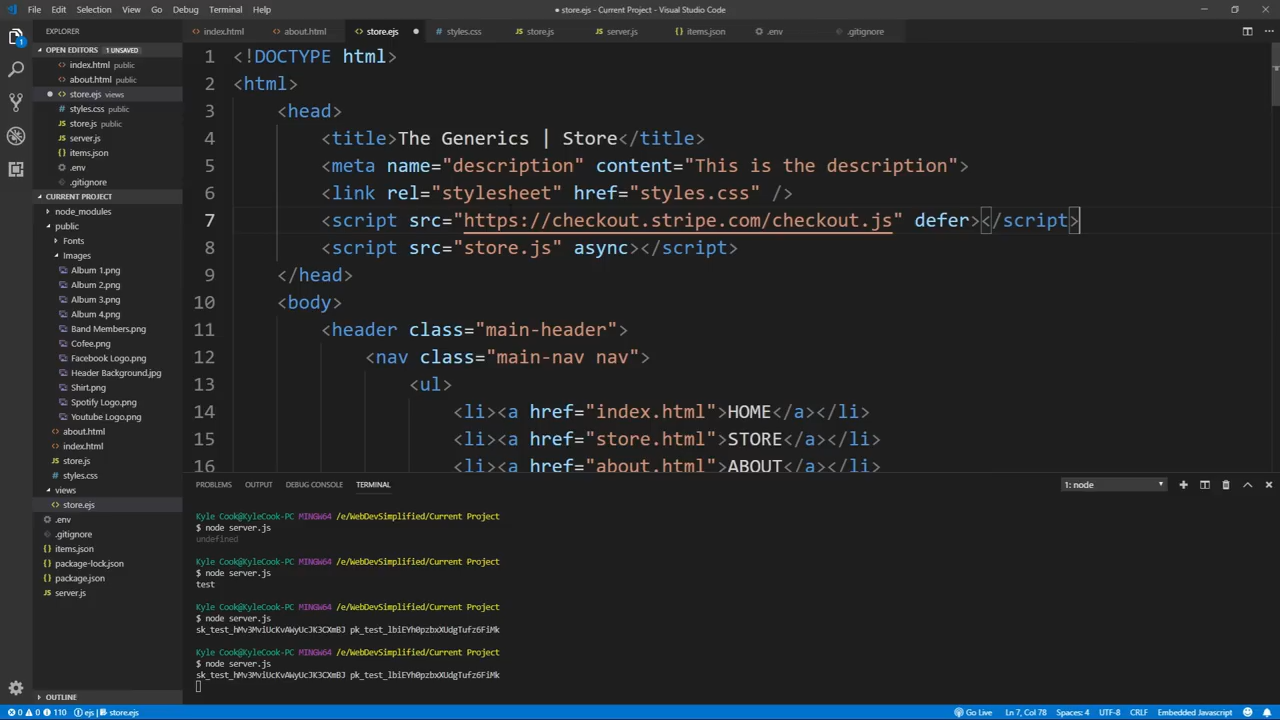 File Edit Selection View Go Debug Terminal Help
● store.ejs - Current Project - Visual Studio Code
EXPLORER
index.html
about.html
store.ejs
styles.css
store.js
server.js
items.json
.env
.gitignore
OPEN EDITORS 1 UNSAVED
index.html public
about.html public
store.ejs views
styles.css public
store.js public
server.js
items.json
.env
.gitignore
CURRENT PROJECT
node_modules
public
Fonts
Images
Album 1.png
Album 2.png
Album 3.png
Album 4.png
Band Members.png
Cofee.png
Facebook Logo.png
Header Background.jpg
Shirt.png
Spotify Logo.png
Youtube Logo.png
about.html
index.html
store.js
styles.css
views
store.ejs
.env
.gitignore
items.json
package-lock.json
package.json
server.js
OUTLINE
1 <!DOCTYPE html>
2 <html>
3 <head>
4 <title>The Generics | Store</title>
5 <meta name="description" content="This is the description">
6 <link rel="stylesheet" href="styles.css" />
7 <script src="https://checkout.stripe.com/checkout.js" defer></script>
8 <script src="store.js" async></script>
9 </head>
10 <body>
11 <header class="main-header">
12 <nav class="main-nav nav">
13 <ul>
14 <li><a href="index.html">HOME</a></li>
15 <li><a href="store.html">STORE</a></li>
16 <li><a href="about.html">ABOUT</a></li>
PROBLEMS OUTPUT DEBUG CONSOLE TERMINAL
1: node
Kyle Cook@KyleCook-PC MINGW64 /e/WebDevSimplified/Current Project
$ node server.js
undefined
Kyle Cook@KyleCook-PC MINGW64 /e/WebDevSimplified/Current Project
$ node server.js
test
Kyle Cook@KyleCook-PC MINGW64 /e/WebDevSimplified/Current Project
$ node server.js
sk_test_hMv3MviUcKvAWyUcJK3CXmBJ pk_test_lbiEYh0pzbxXUdgTufz6FiMk
Kyle Cook@KyleCook-PC MINGW64 /e/WebDevSimplified/Current Project
$ node server.js
sk_test_hMv3MviUcKvAWyUcJK3CXmBJ pk_test_lbiEYh0pzbxXUdgTufz6FiMk
0 0 110 ejs | store.ejs
Go Live Ln 7, Col 78 Spaces: 4 UTF-8 CRLF Embedded Javascript